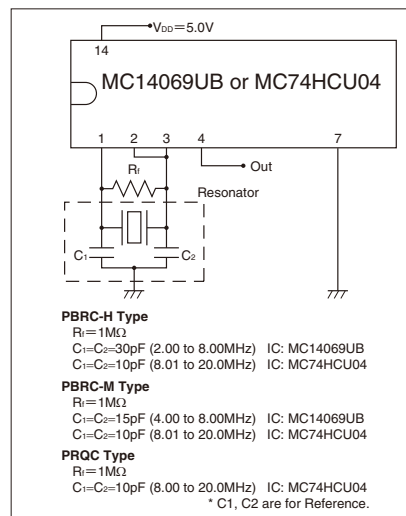 VDD=5.0V
14
MC14069UB or MC74HCU04
1 2 3 4 7
Rf
Out
Resonator
C1 C2
PBRC-H Type
Rf=1MΩ
C1=C2=30pF (2.00 to 8.00MHz) IC: MC14069UB
C1=C2=10pF (8.01 to 20.0MHz) IC: MC74HCU04
PBRC-M Type
Rf=1MΩ
C1=C2=15pF (4.00 to 8.00MHz) IC: MC14069UB
C1=C2=10pF (8.01 to 20.0MHz) IC: MC74HCU04
PRQC Type
Rf=1MΩ
C1=C2=10pF (8.00 to 20.0MHz) IC: MC74HCU04
* C1, C2 are for Reference.